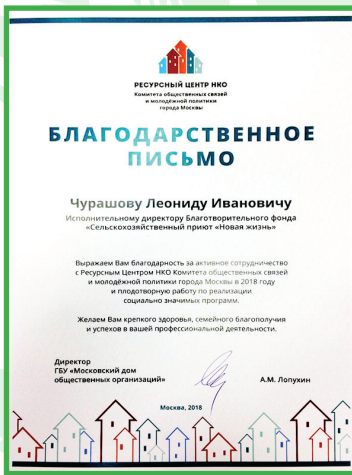 РЕСУРСНЫЙ ЦЕНТР НКО
Комитета общественных связей
и молодёжной политики
города Москвы
БЛАГОДАРСТВЕННОЕ
ПИСЬМО
Чурашову Леониду Ивановичу
Исполнительному директору Благотворительного фонда
«Сельскохозяйственный приют «Новая жизнь»
Выражаем Вам благодарность за активное сотрудничество
с Ресурсным Центром НКО Комитета общественных связей
и молодёжной политики города Москвы в 2018 году
и плодотворную работу по реализации
социально значимых программ.
Желаем Вам крепкого здоровья, семейного благополучия
и успехов в вашей профессиональной деятельности.
Директор
ГБУ «Московский дом
общественных организаций»
А.М. Лопухин
Москва, 2018